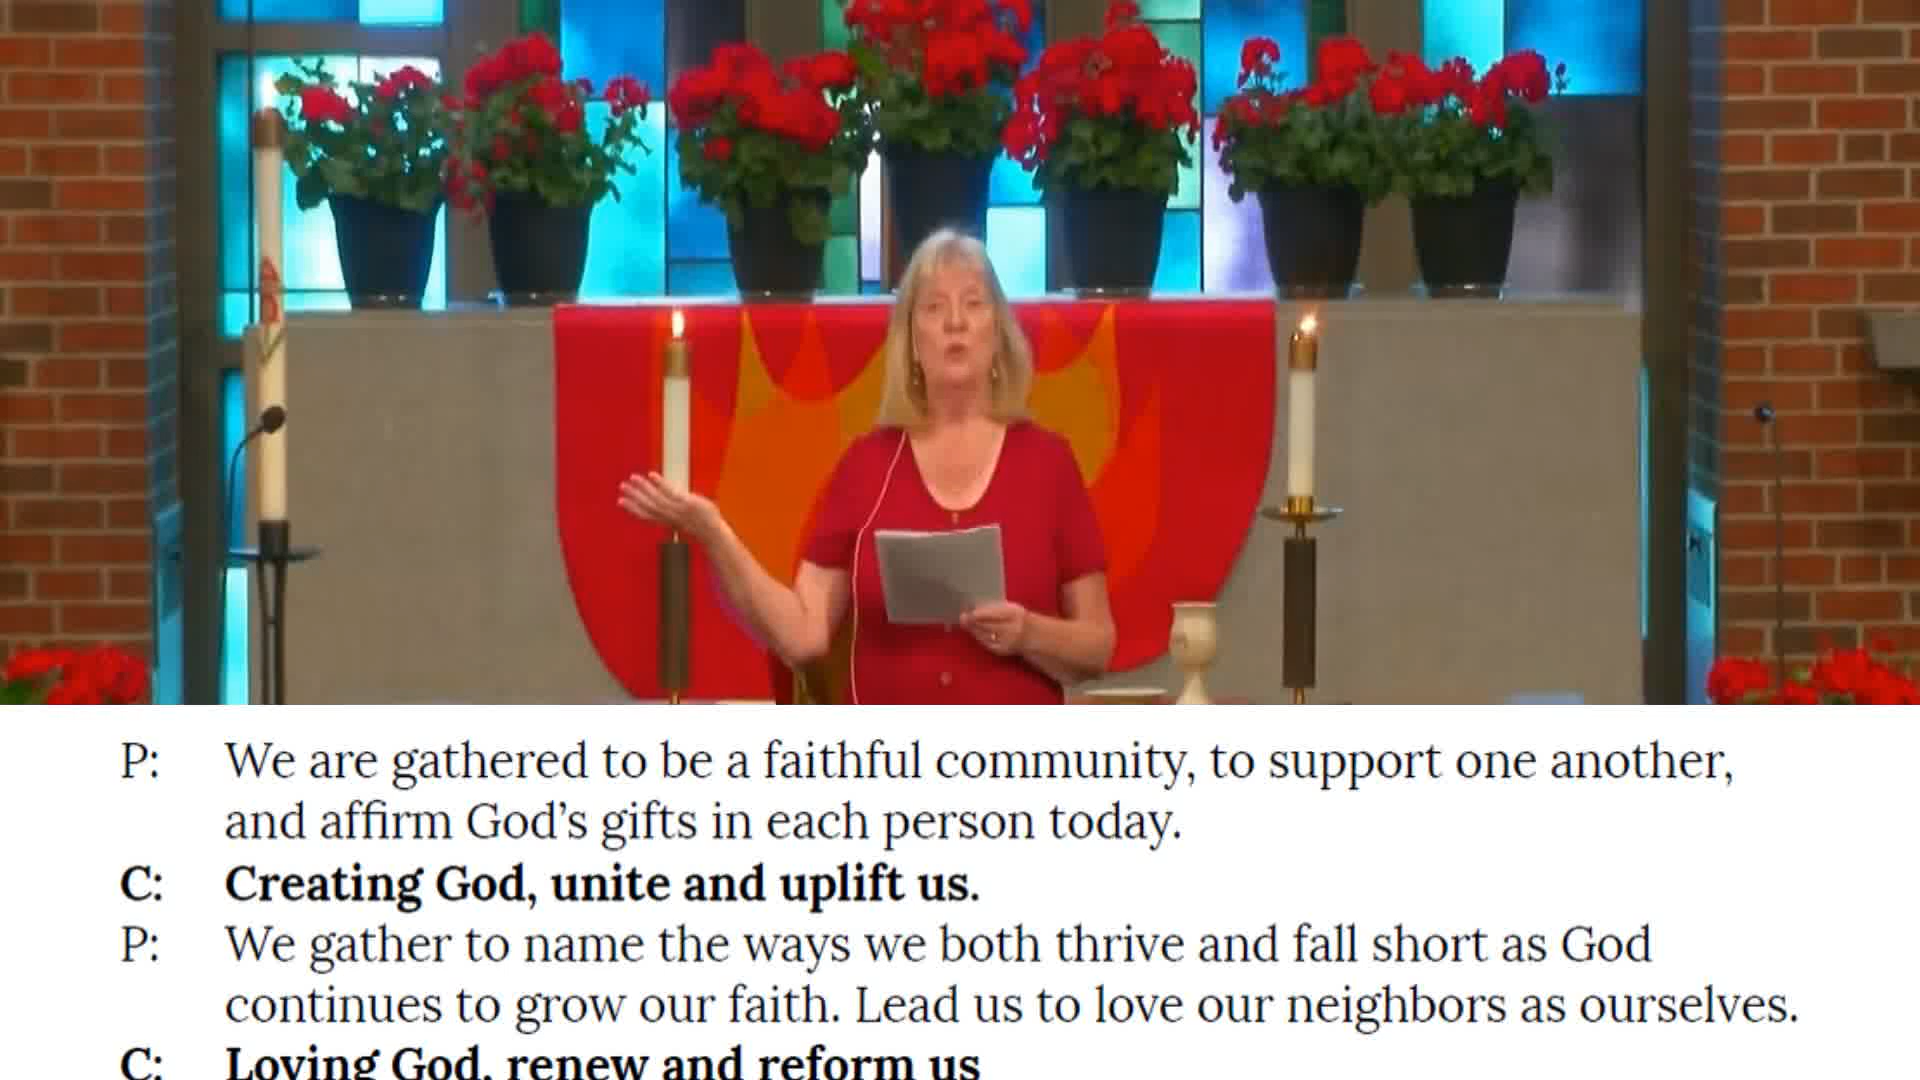 P: We are gathered to be a faithful community, to support one another,
and affirm God's gifts in each person today.
C: Creating God, unite and uplift us.
P: We gather to name the ways we both thrive and fall short as God
continues to grow our faith. Lead us to love our neighbors as ourselves.
C: Loving God, renew and reform us